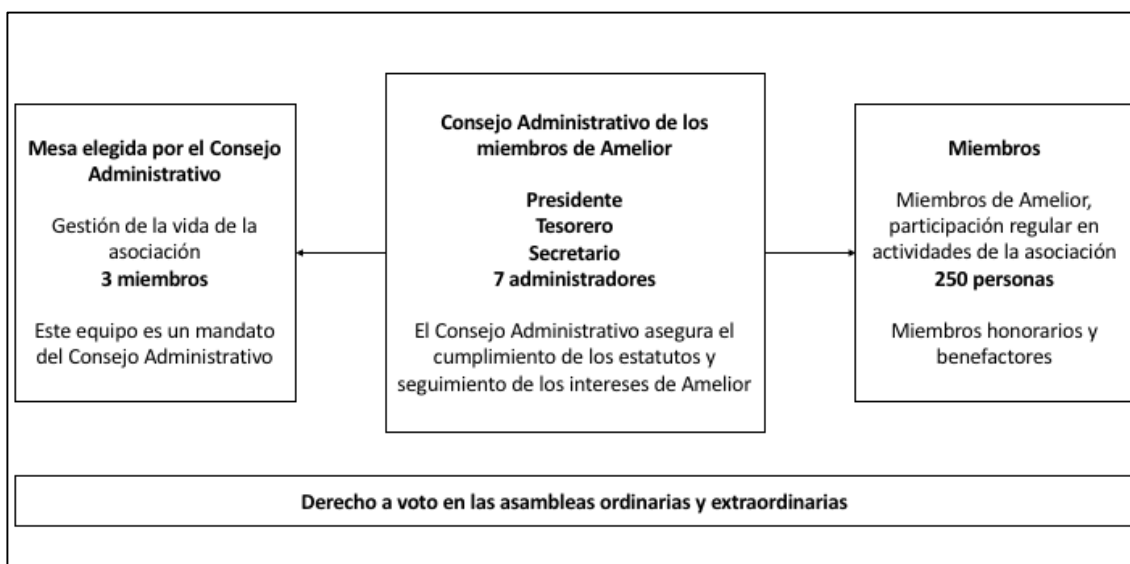 Mesa elegida por el Consejo
Administrativo
Gestión de la vida de la
asociación
3 miembros
Este equipo es un mandato
del Consejo Administrativo
Consejo Administrativo de los
miembros de Amelior
Presidente
Tesorero
Secretario
7 administradores
El Consejo Administrativo asegura el
cumplimiento de los estatutos y
seguimiento de los intereses de Amelior
Miembros
Miembros de Amelior,
participación regular en
actividades de la asociación
250 personas
Miembros honorarios y
benefactores
Derecho a voto en las asambleas ordinarias y extraordinarias